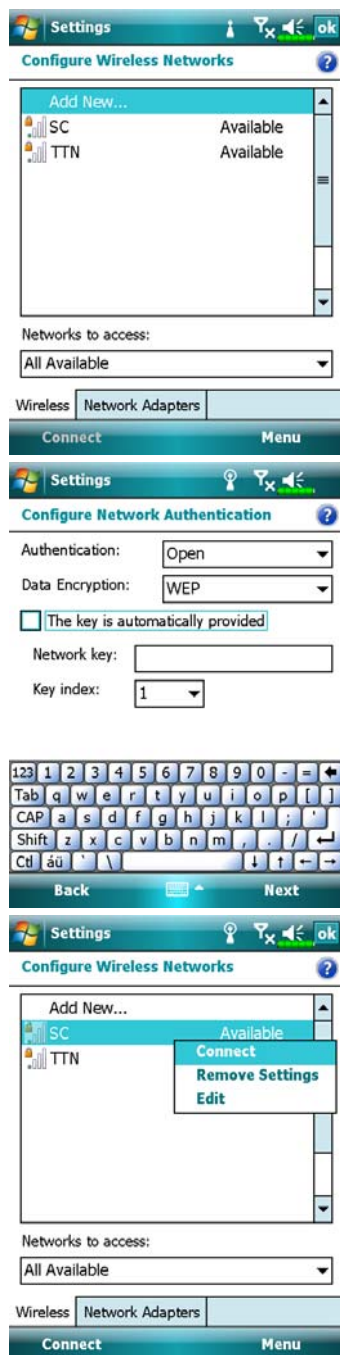 Settings ok
Configure Wireless Networks ?
Add New...
SC Available
TTN Available
Networks to access:
All Available
Wireless Network Adapters
Connect Menu
Settings
Configure Network Authentication ?
Authentication: Open
Data Encryption: WEP
The key is automatically provided
Network key:
Key index: 1
123 1 2 3 4 5 6 7 8 9 0 - =
Tab q w e r t y u i o p [ ]
CAP a s d f g h j k l ; '
Shift z x c v b n m , . /
Ctl áü ` \
Back Next
Settings ok
Configure Wireless Networks ?
Add New...
SC Available
TTN
Connect
Remove Settings
Edit
Networks to access:
All Available
Wireless Network Adapters
Connect Menu